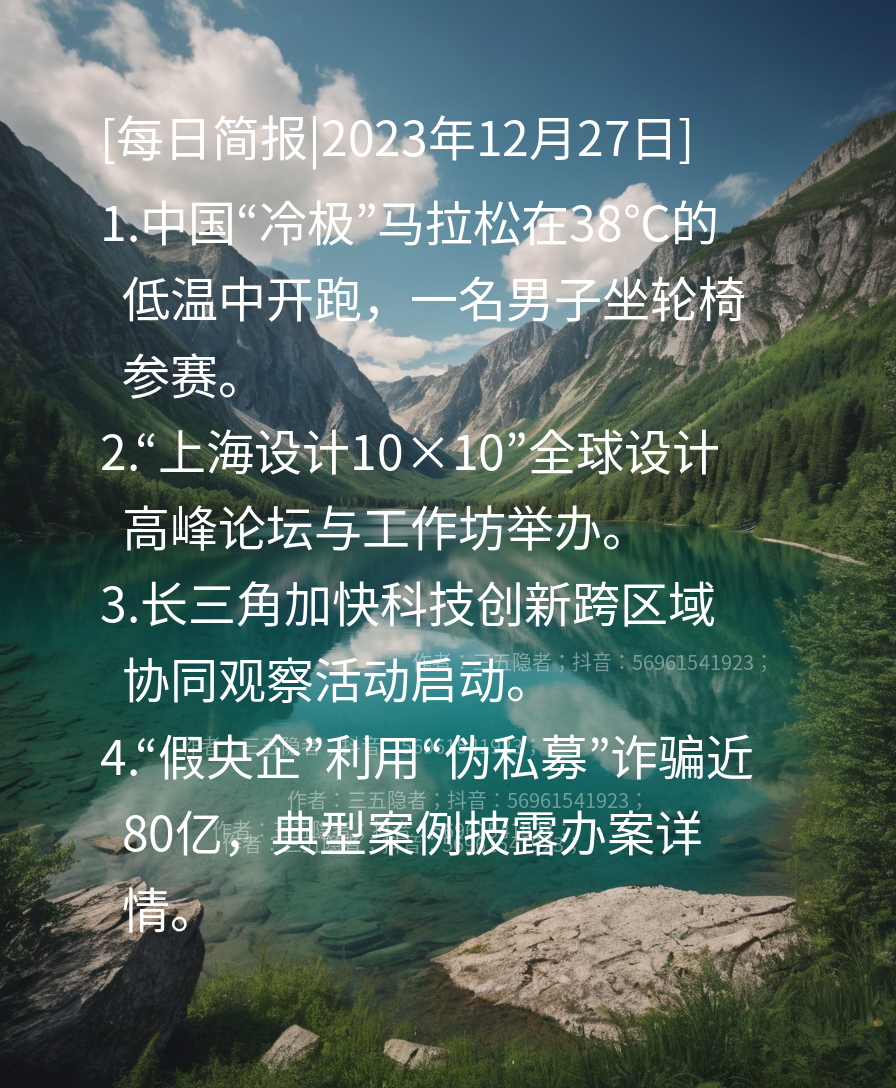 [每日简报|2023年12月27日]
1.中国“冷极”马拉松在38℃的
低温中开跑，一名男子坐轮椅
参赛。
2.“上海设计10×10”全球设计
高峰论坛与工作坊举办。
3.长三角加快科技创新跨区域
作者：三五隐者；抖音：56961541923；
协同观察活动启动。
4.“假央企”利用“伪私募”诈骗近
作者：三五隐者；抖音：56961541923；
80亿，典型案例披露办案详
情。